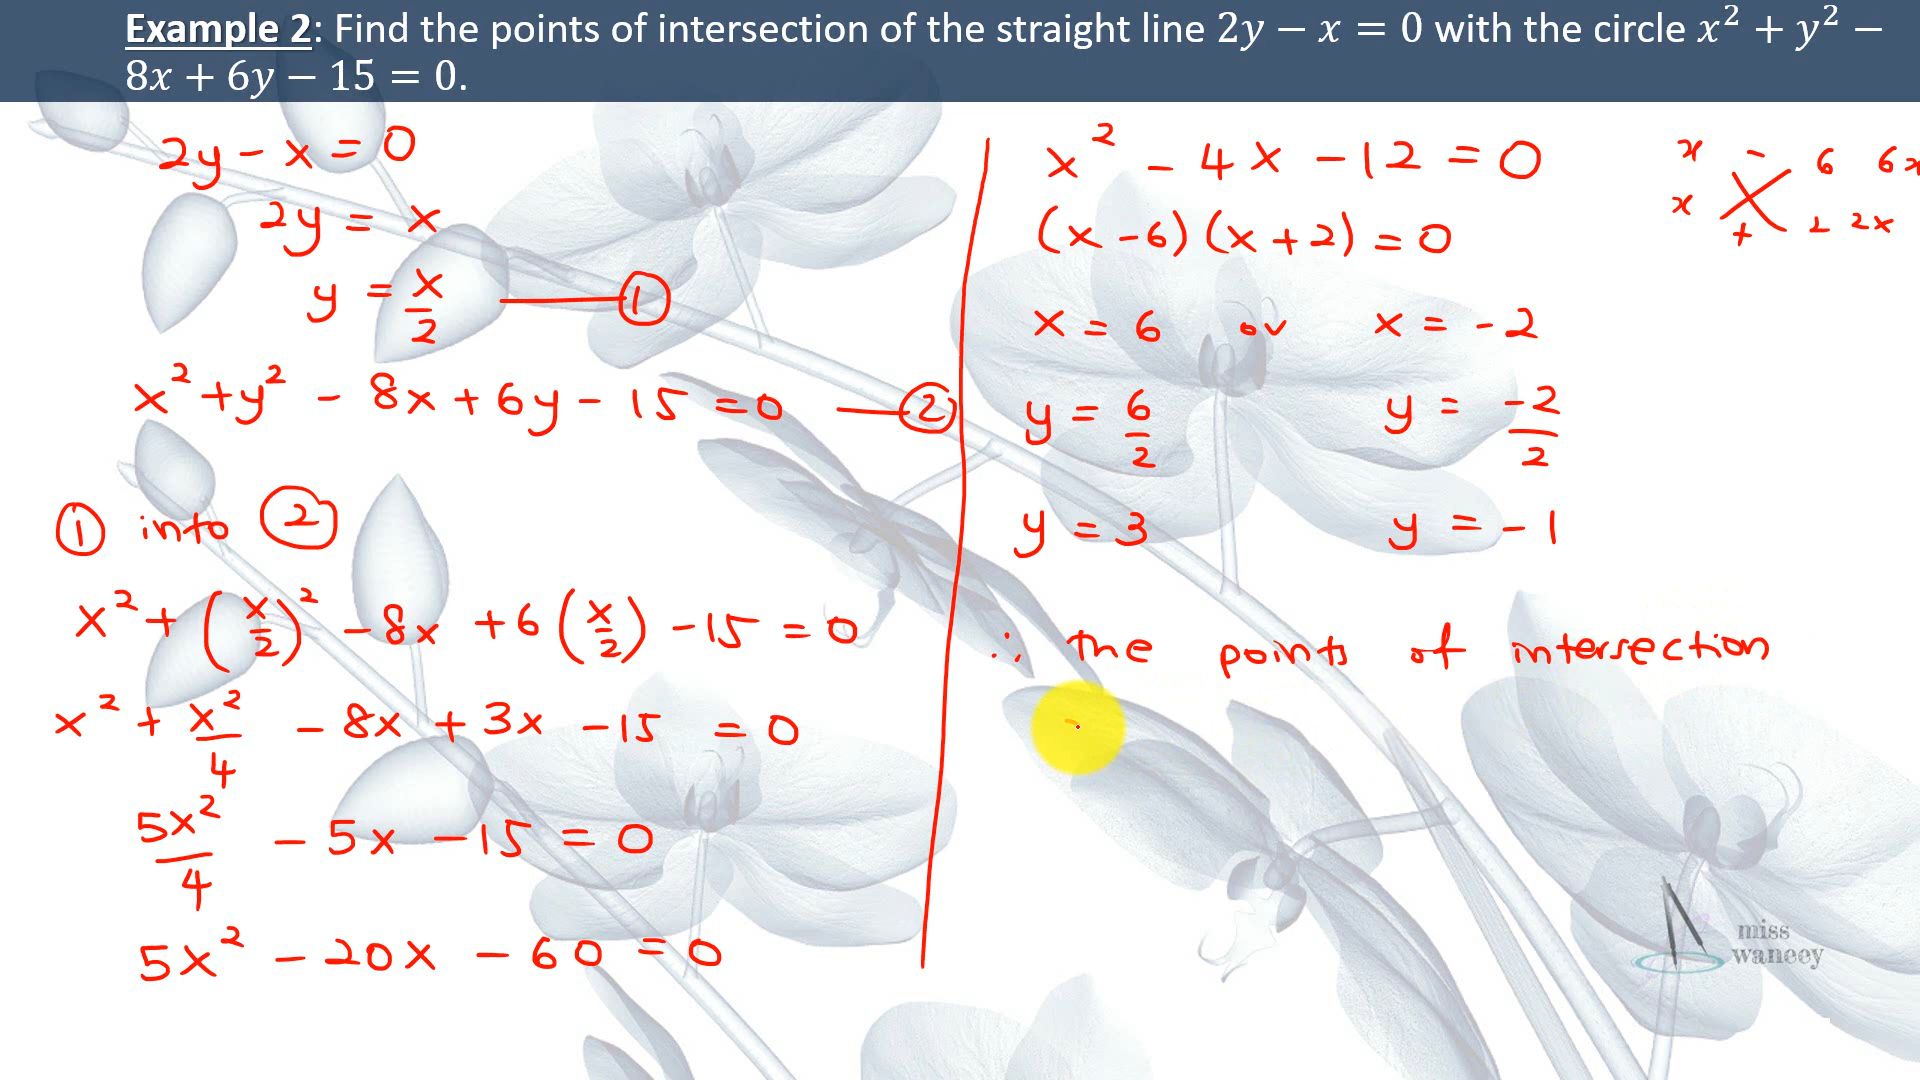 Example 2: Find the points of intersection of the straight line 2y − x = 0 with the circle x² + y² −
8x + 6y − 15 = 0.
2y − x = 0
2y = x
y = x/2 —— ①
x² + y² − 8x + 6y − 15 = 0 —— ②
① into ②
x² + (x/2)² − 8x + 6(x/2) − 15 = 0
x² + x²/4 − 8x + 3x − 15 = 0
5x²/4 − 5x − 15 = 0
5x² − 20x − 60 = 0
x² − 4x − 12 = 0
(x − 6)(x + 2) = 0
x = 6 or x = −2
y = 6/2 y = −2/2
y = 3 y = −1
∴ the points of intersection
x − 6 6x
x + 2 2x
miss
waneey